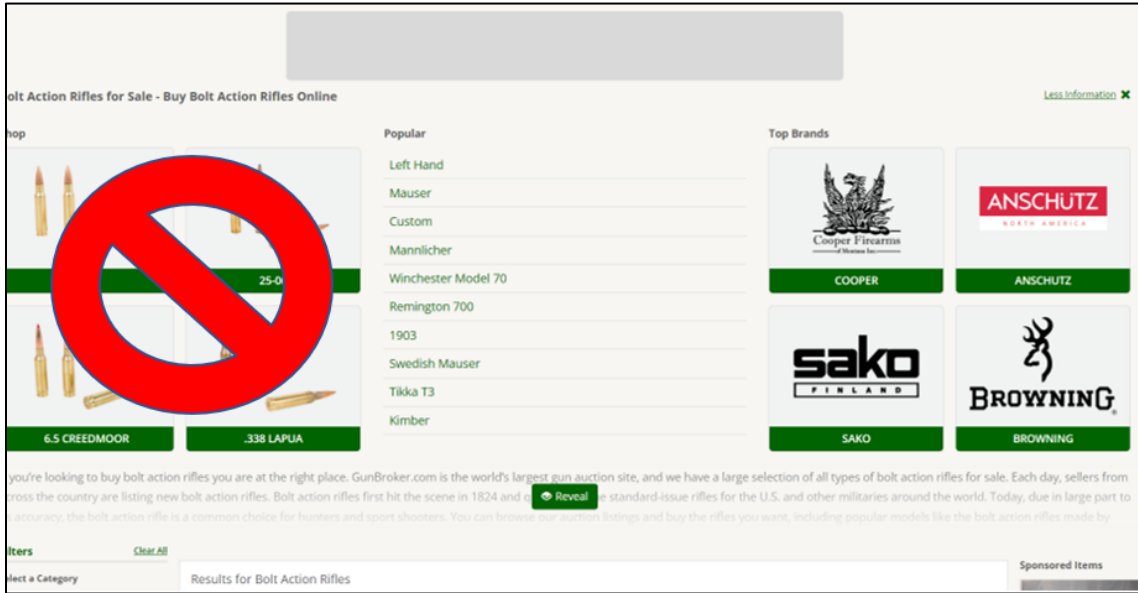 olt Action Rifles for Sale - Buy Bolt Action Rifles Online
Less Information
hop
25-0
6.5 CREEDMOOR
.338 LAPUA
Popular
Left Hand
Mauser
Custom
Mannlicher
Winchester Model 70
Remington 700
1903
Swedish Mauser
Tikka T3
Kimber
Top Brands
Cooper Firearms
of Montana Inc.
COOPER
ANSCHÜTZ
NORTH AMERICA
ANSCHUTZ
sako
FINLAND
SAKO
BROWNING
BROWNING
you're looking to buy bolt action rifles you are at the right place. GunBroker.com is the world's largest gun auction site, and we have a large selection of all types of bolt action rifles for sale. Each day, sellers from
cross the country are listing new bolt action rifles. Bolt action rifles first hit the scene in 1824 and standard-issue rifles for the U.S. and other militaries around the world. Today, due in large part to
s accuracy, the bolt action rifle is a common choice for hunters and sport shooters. You can browse our auction listings and buy the rifles you want, including popular models like the bolt action rifles made by
Reveal
lters
Clear All
elect a Category
Results for Bolt Action Rifles
Sponsored Items